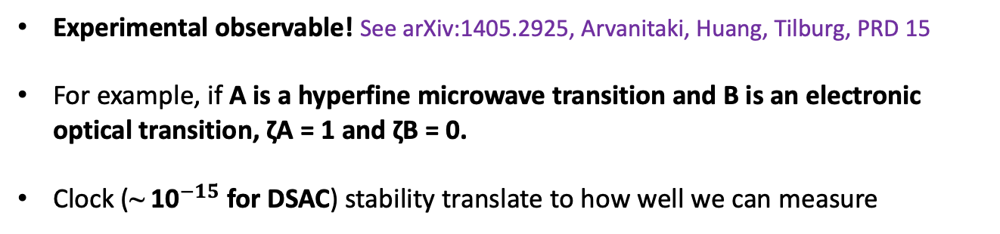 • Experimental observable! See arXiv:1405.2925, Arvanitaki, Huang, Tilburg, PRD 15
• For example, if A is a hyperfine microwave transition and B is an electronic
optical transition, ζA = 1 and ζB = 0.
• Clock (~ 10⁻¹⁵ for DSAC) stability translate to how well we can measure